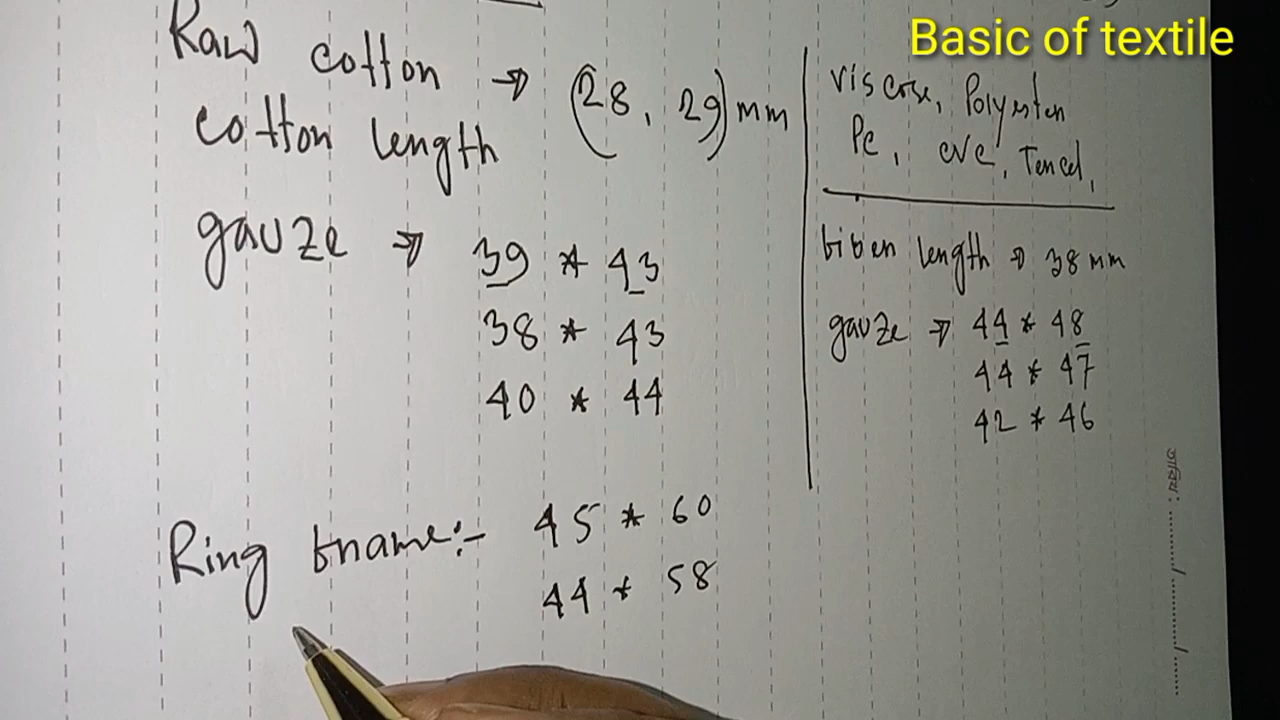 Basic of textile
Raw cotton ⇒ (28, 29) mm
cotton length
gauze ⇒ 39 * 43
38 * 43
40 * 44
viscose, Polyester
PC, CVC, Tencel,
fiber length ⇒ 38 mm
gauze ⇒ 44 * 48
44 * 47
42 * 46
Ring frame:- 45 * 60
44 * 58
তারিখ: ........../........../..........